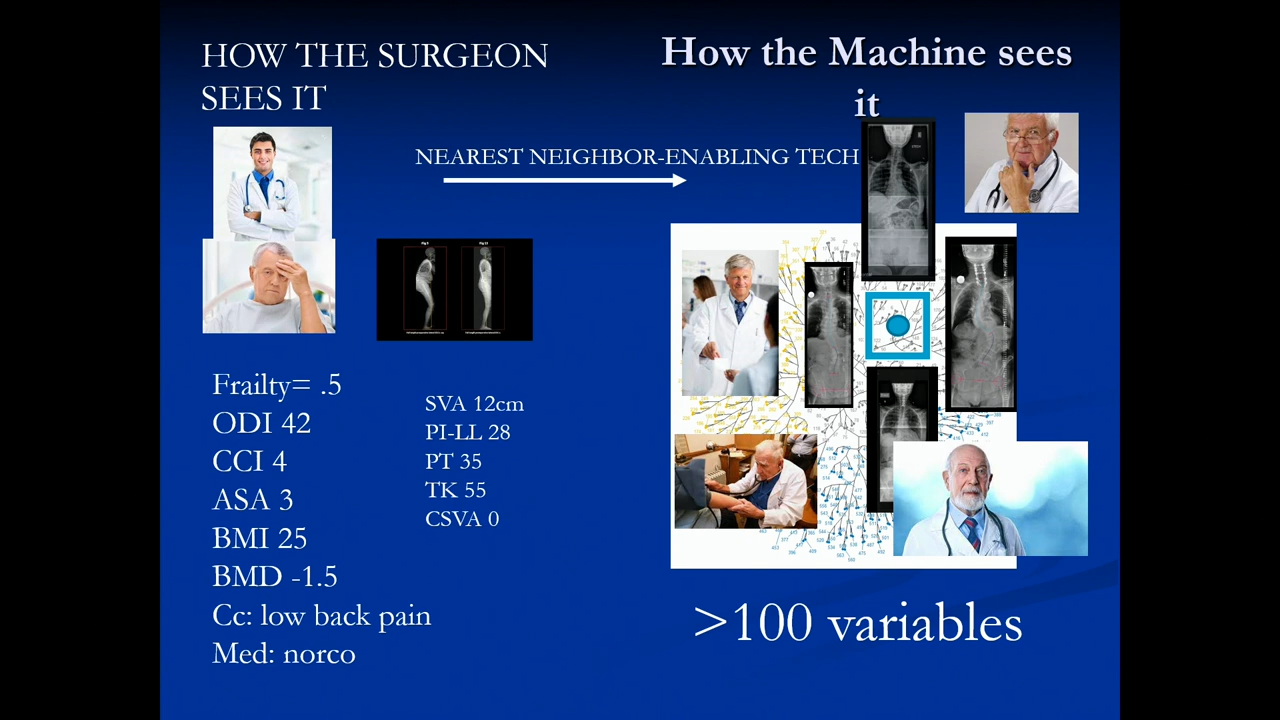 HOW THE SURGEON
SEES IT
How the Machine sees
it
NEAREST NEIGHBOR-ENABLING TECH
Frailty= .5
ODI 42
CCI 4
ASA 3
BMI 25
BMD -1.5
Cc: low back pain
Med: norco
SVA 12cm
PI-LL 28
PT 35
TK 55
CSVA 0
>100 variables